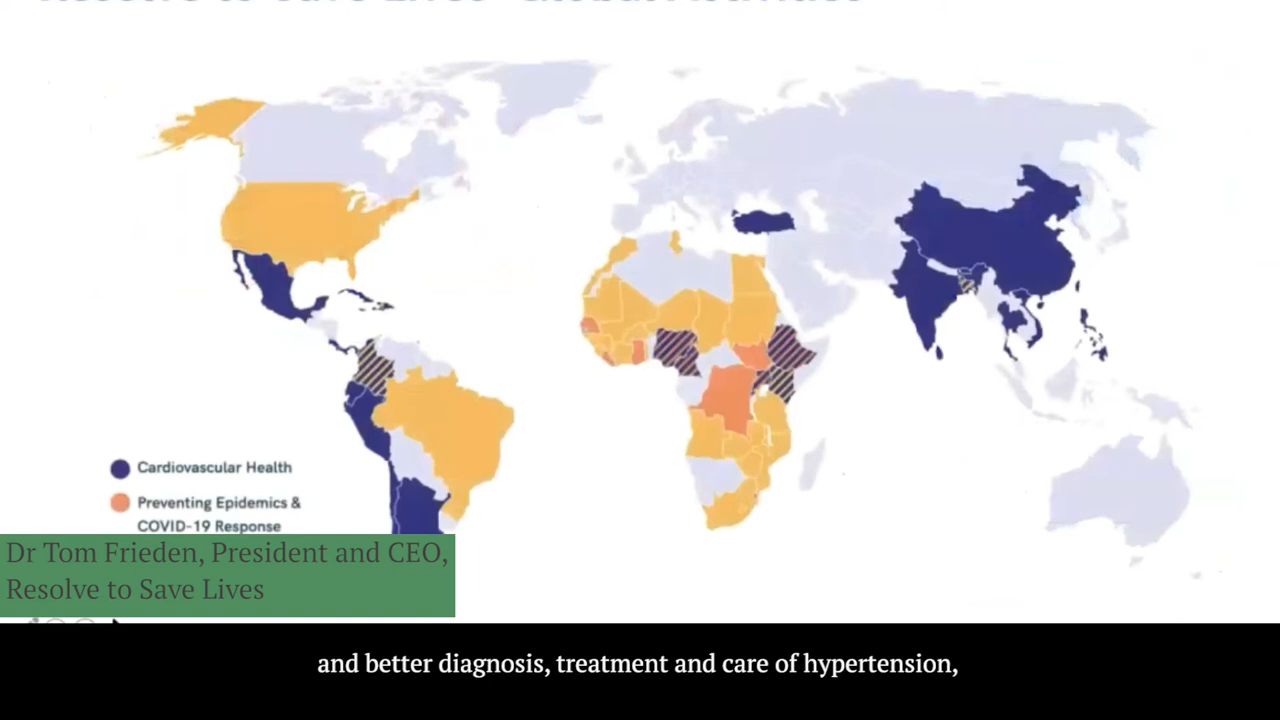 Cardiovascular Health
Preventing Epidemics &
COVID-19 Response
Dr Tom Frieden, President and CEO,
Resolve to Save Lives
and better diagnosis, treatment and care of hypertension,